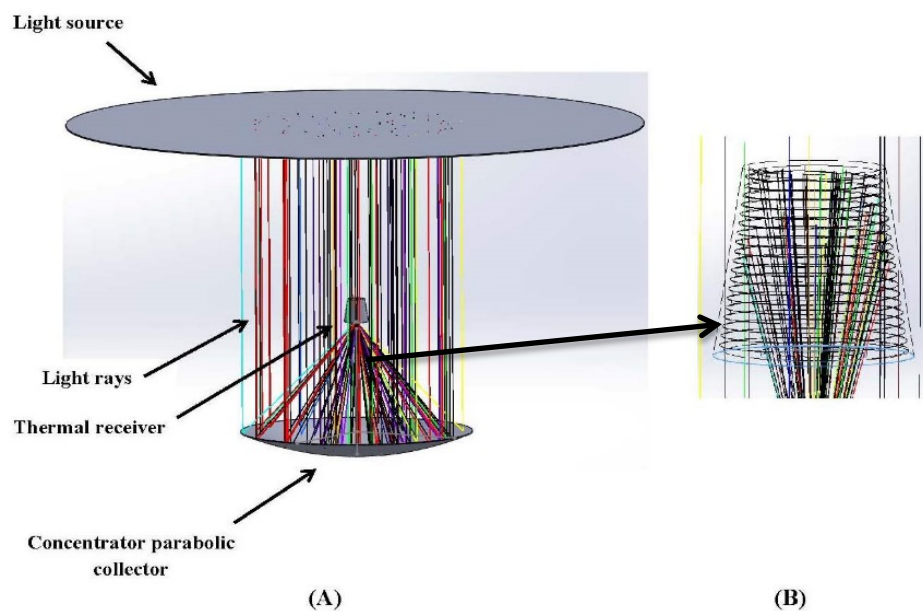 Light source
Light rays
Thermal receiver
Concentrator parabolic
collector
(A)
(B)